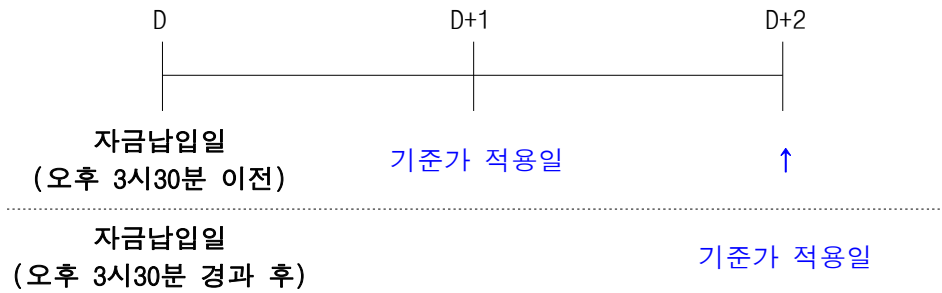 D D+1 D+2
자금납입일
(오후 3시30분 이전)
기준가 적용일 ↑
자금납입일
(오후 3시30분 경과 후)
기준가 적용일